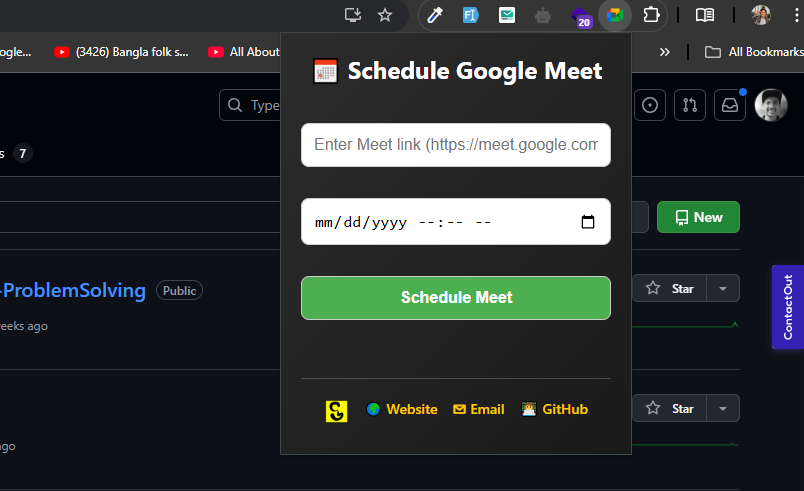 20
ogle...
(3426) Bangla folk s...
All About
»
All Bookmarks
Schedule Google Meet
Type
s 7
Enter Meet link (https://meet.google.com
New
mm/dd/yyyy --:-- --
-ProblemSolving
Public
Schedule Meet
Star
ContactOut
eeks ago
Star
Website
Email
GitHub
ago